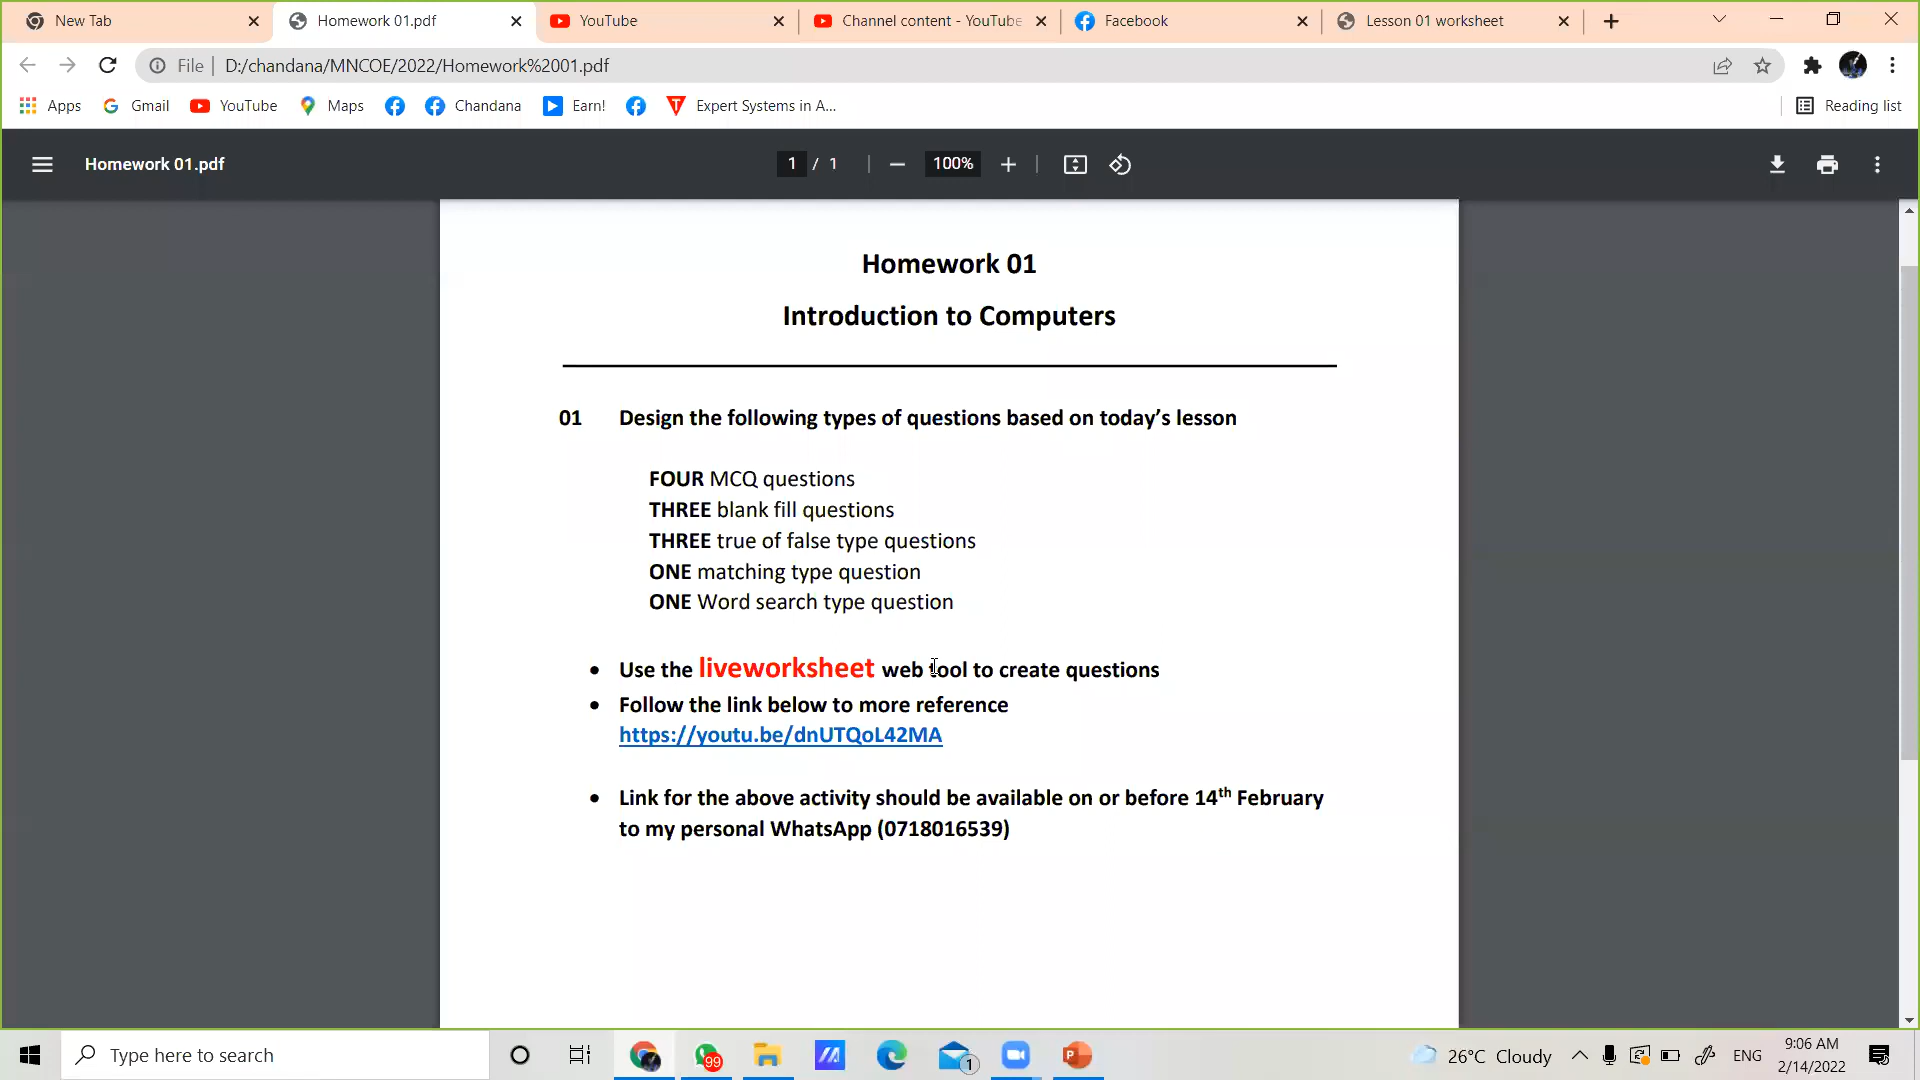 New Tab
Homework 01.pdf
YouTube
Channel content - YouTube
Facebook
Lesson 01 worksheet
File D:/chandana/MNCOE/2022/Homework%2001.pdf
Apps
Gmail
YouTube
Maps
Chandana
Earn!
Expert Systems in A...
Reading list
Homework 01.pdf
1 / 1
100%
Homework 01
Introduction to Computers
01 Design the following types of questions based on today's lesson
FOUR MCQ questions
THREE blank fill questions
THREE true of false type questions
ONE matching type question
ONE Word search type question
• Use the liveworksheet web tool to create questions
• Follow the link below to more reference
https://youtu.be/dnUTQoL42MA
• Link for the above activity should be available on or before 14th February
to my personal WhatsApp (0718016539)
Type here to search
99
1
26°C Cloudy
ENG
9:06 AM
2/14/2022